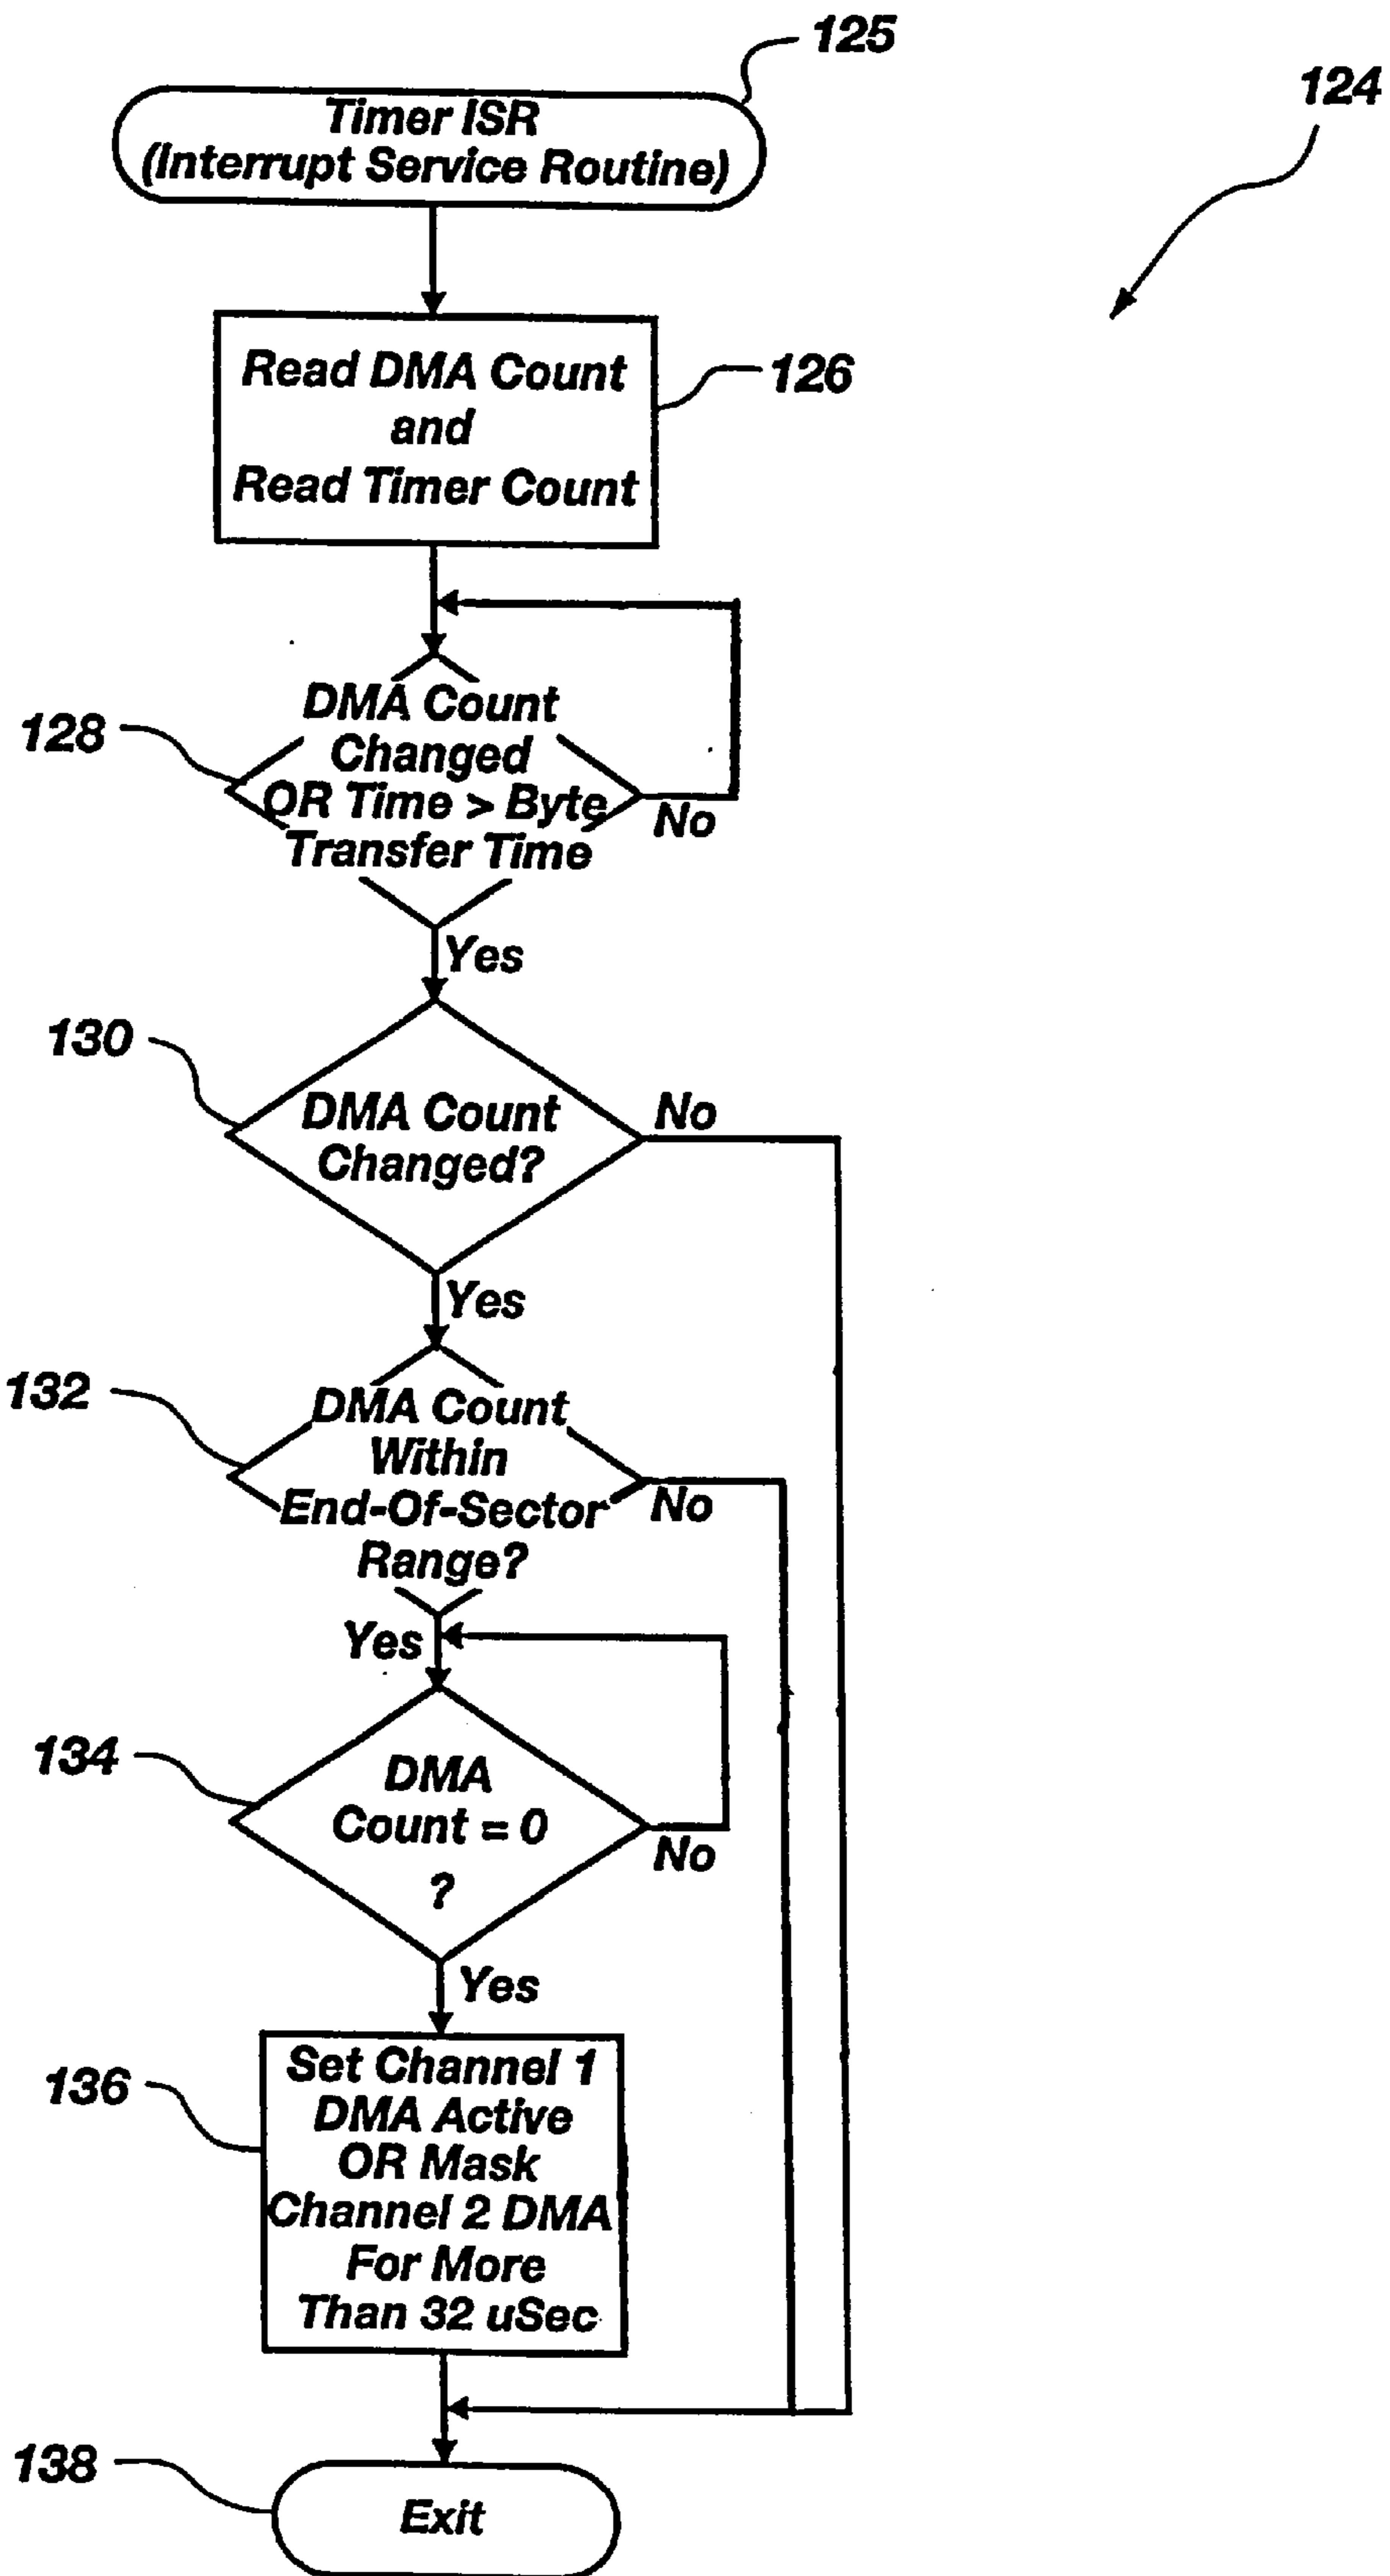 125
124
Timer ISR
(Interrupt Service Routine)
Read DMA Count
and
Read Timer Count
126
DMA Count
Changed
OR Time > Byte
Transfer Time
128
No
Yes
130
DMA Count
Changed?
No
Yes
132
DMA Count
Within
End-Of-Sector
Range?
No
Yes
134
DMA
Count = 0
?
No
Yes
136
Set Channel 1
DMA Active
OR Mask
Channel 2 DMA
For More
Than 32 uSec
138
Exit